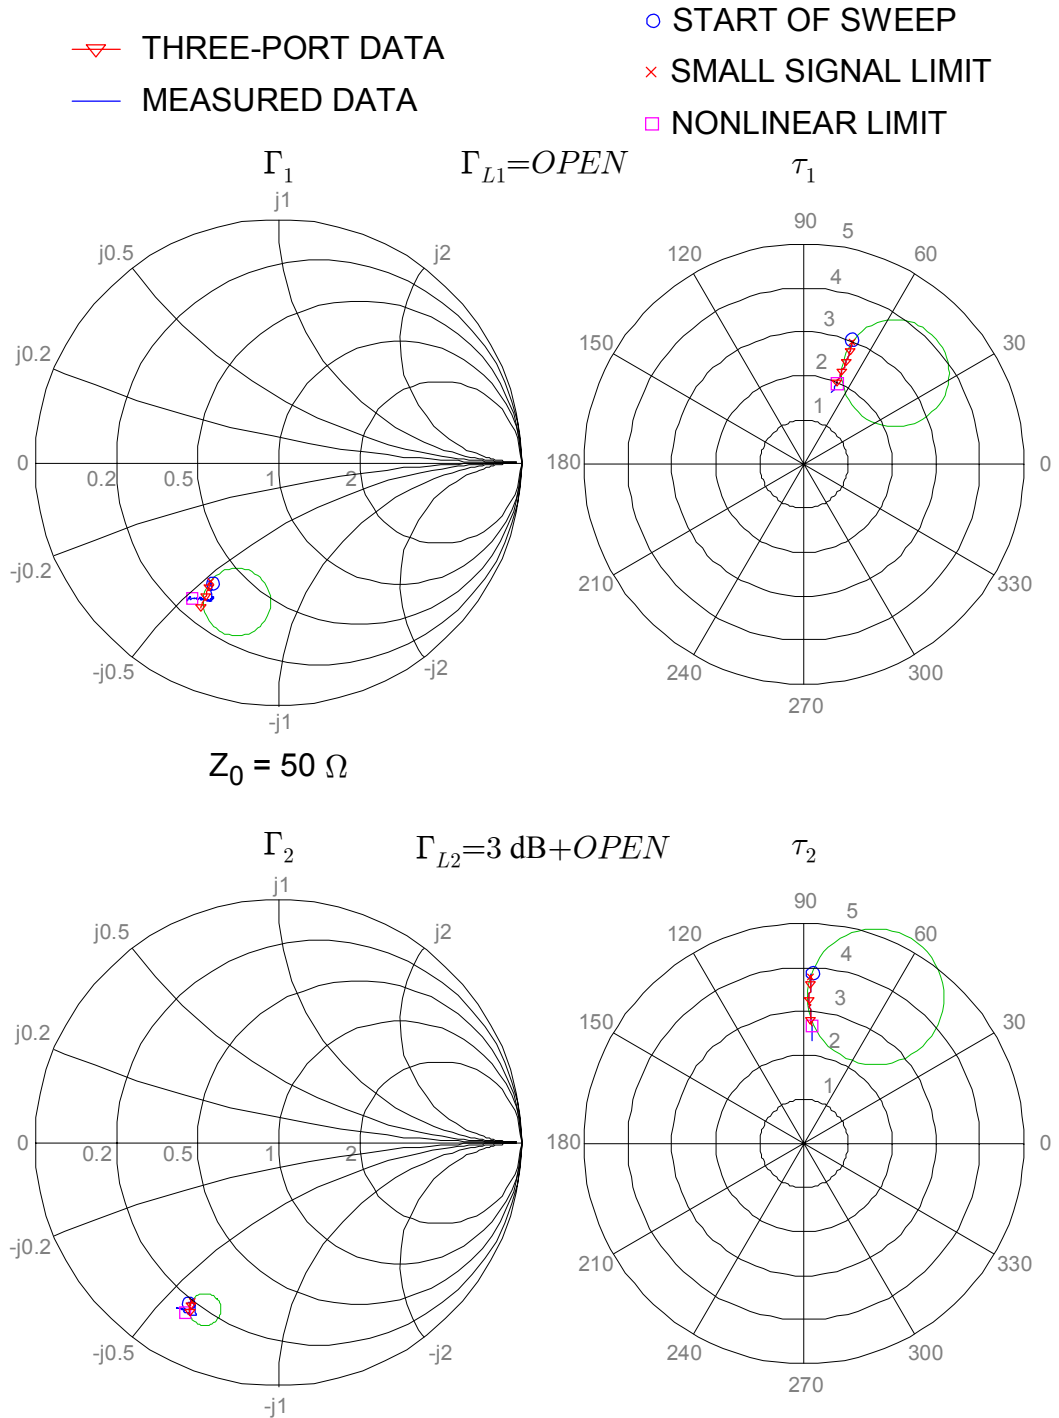 THREE-PORT DATA
MEASURED DATA
START OF SWEEP
SMALL SIGNAL LIMIT
NONLINEAR LIMIT
Γ₁
Γ_L1=OPEN
τ₁
j1
j0.5
j2
j0.2
0
0.2
0.5
1
2
-j0.2
-j0.5
-j2
-j1
90
5
120
60
4
3
150
30
2
1
180
0
210
330
240
300
270
Z₀ = 50 Ω
Γ₂
Γ_L2=3 dB+OPEN
τ₂
j1
j0.5
j2
j0.2
0
0.2
0.5
1
2
-j0.2
-j0.5
-j2
-j1
90
5
120
60
4
3
150
30
2
1
180
0
210
330
240
300
270